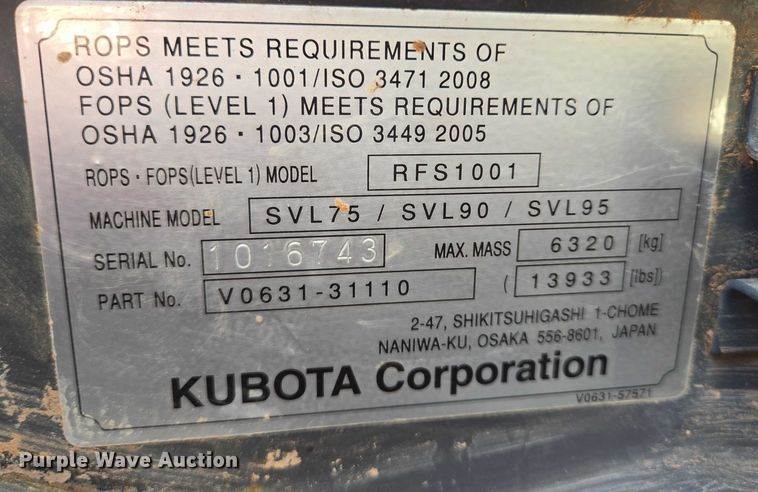 ROPS MEETS REQUIREMENTS OF
OSHA 1926 · 1001/ISO 3471 2008
FOPS (LEVEL 1) MEETS REQUIREMENTS OF
OSHA 1926 · 1003/ISO 3449 2005
ROPS · FOPS(LEVEL 1) MODEL RFS1001
MACHINE MODEL SVL75 / SVL90 / SVL95
SERIAL No. 1016743 MAX. MASS 6320 [kg]
PART No. V0631-31110 ( 13933 [lbs])
2-47, SHIKITSUHIGASHI 1-CHOME
NANIWA-KU, OSAKA 556-8601, JAPAN
KUBOTA Corporation
V0631-57571
Purple Wave Auction